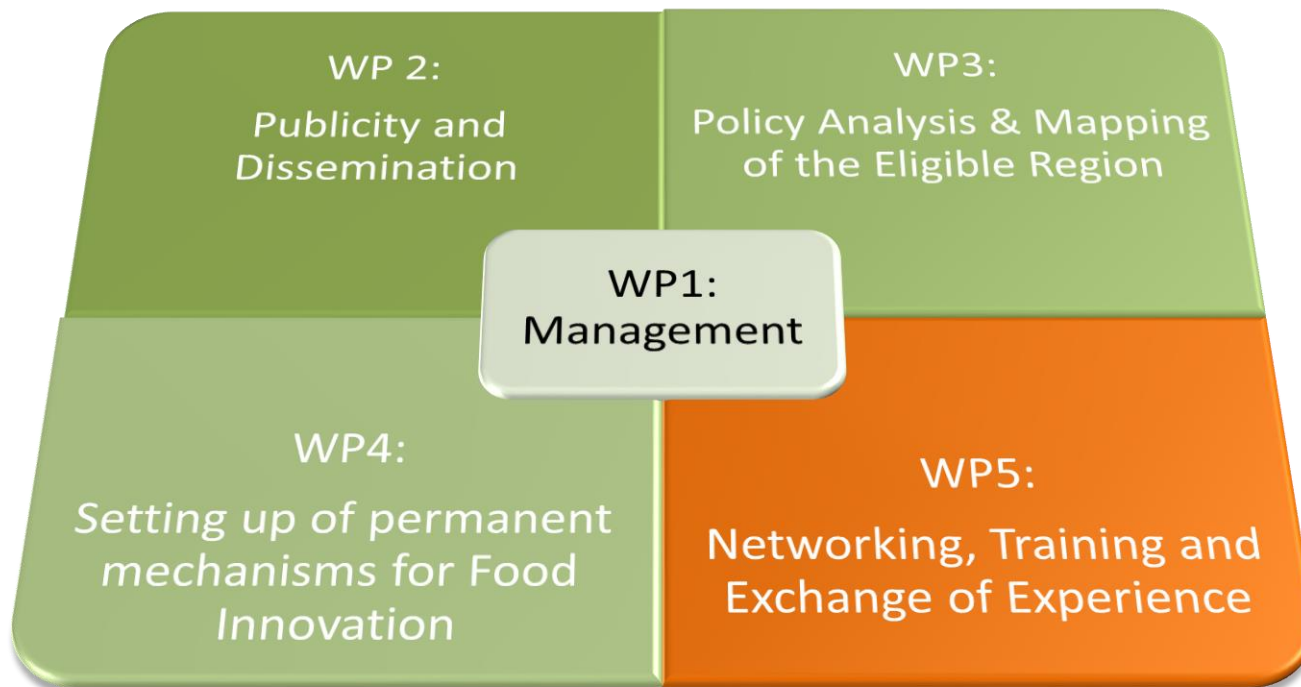 WP 2:
Publicity and
Dissemination
WP3:
Policy Analysis & Mapping
of the Eligible Region
WP1:
Management
WP4:
Setting up of permanent
mechanisms for Food
Innovation
WP5:
Networking, Training and
Exchange of Experience